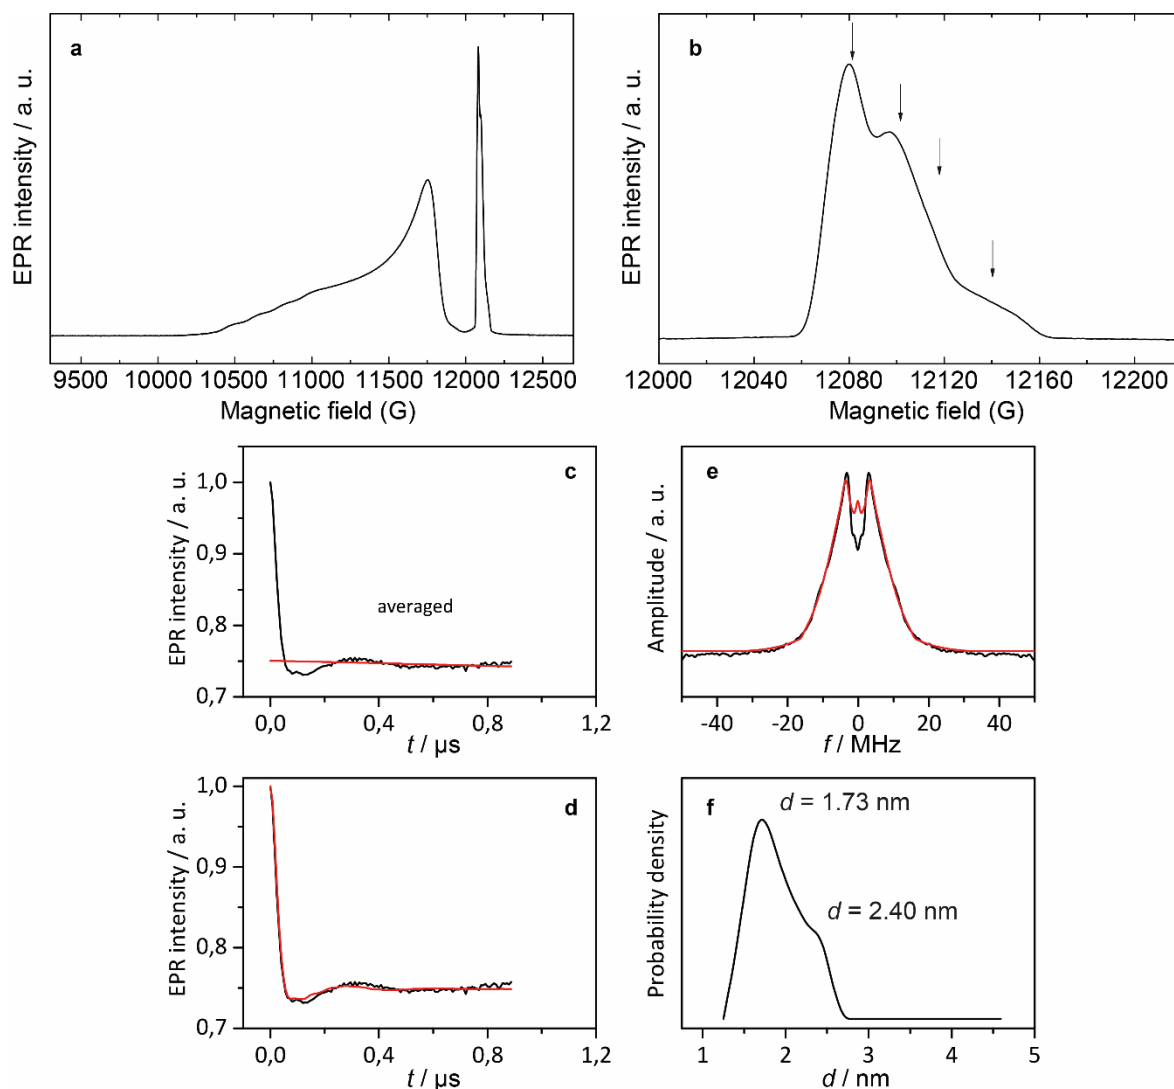 a
EPR intensity / a. u.
9500 10000 10500 11000 11500 12000 12500
Magnetic field (G)
b
EPR intensity / a. u.
12000 12040 12080 12120 12160 12200
Magnetic field (G)
c
EPR intensity / a. u.
1,0
0,9
0,8
0,7
averaged
0,0 0,4 0,8 1,2
t / µs
e
Amplitude / a. u.
-40 -20 0 20 40
f / MHz
d
EPR intensity / a. u.
1,0
0,9
0,8
0,7
0,0 0,4 0,8 1,2
t / µs
f
Probability density
d = 1.73 nm
d = 2.40 nm
1 2 3 4 5
d / nm